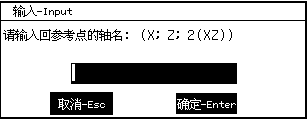 输入-Input
请输入回参考点的轴名: (X; Z; 2(XZ))
取消-Esc 确定-Enter